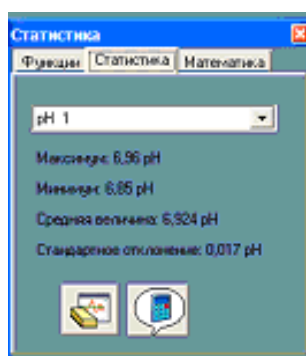 Статистика
Функции Статистика Математика
pH 1
Максимум: 6,96 pH
Минимум: 6,85 pH
Средняя величина: 6,924 pH
Стандартное отклонение: 0,017 pH